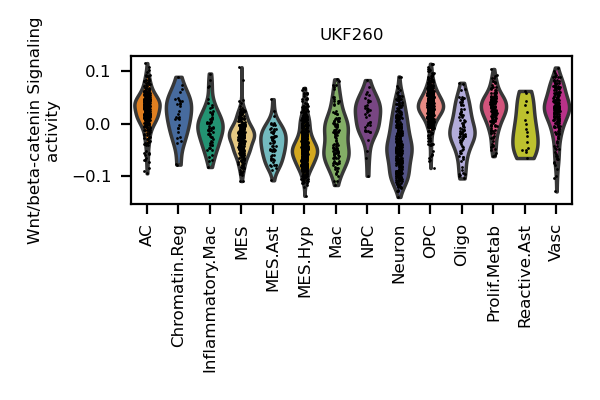 UKF260
Wnt/beta-catenin Signaling
activity
0.1
0.0
−0.1
AC
Chromatin.Reg
Inflammatory.Mac
MES
MES.Ast
MES.Hyp
Mac
NPC
Neuron
OPC
Oligo
Prolif.Metab
Reactive.Ast
Vasc